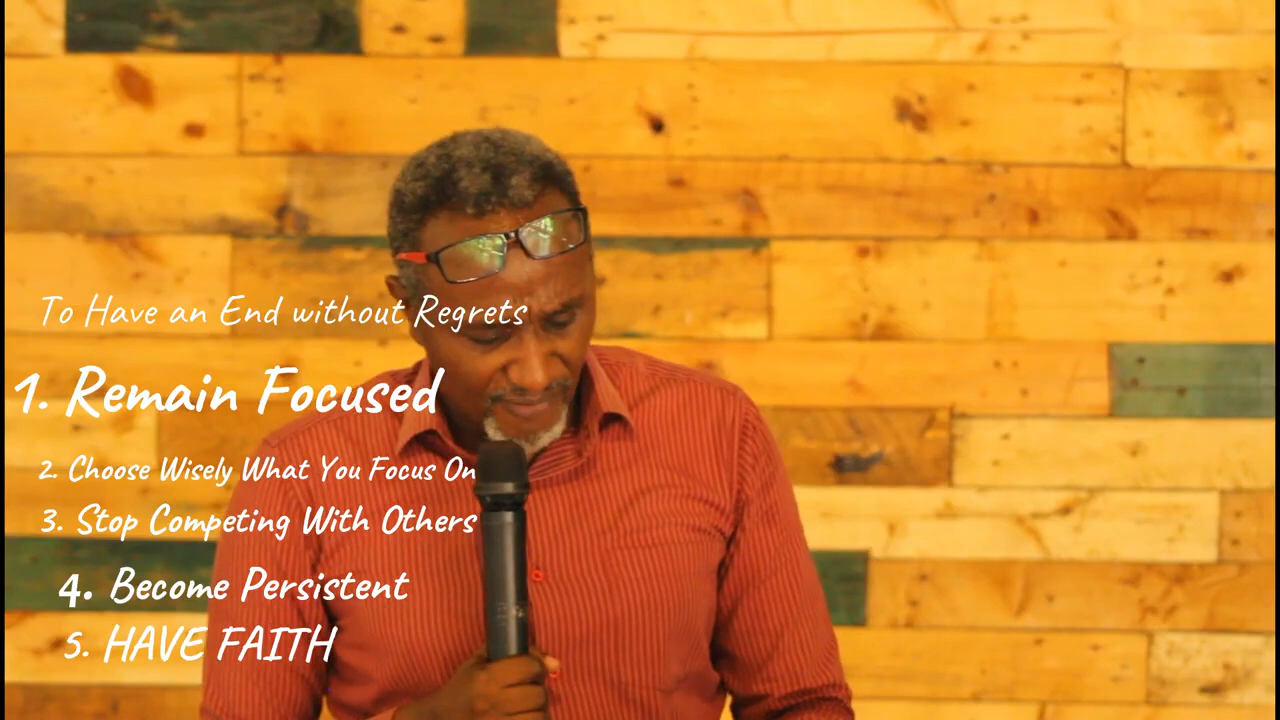 To Have an End without Regrets
1. Remain Focused
2. Choose Wisely What You Focus On
3. Stop Competing With Others
4. Become Persistent
5. HAVE FAITH